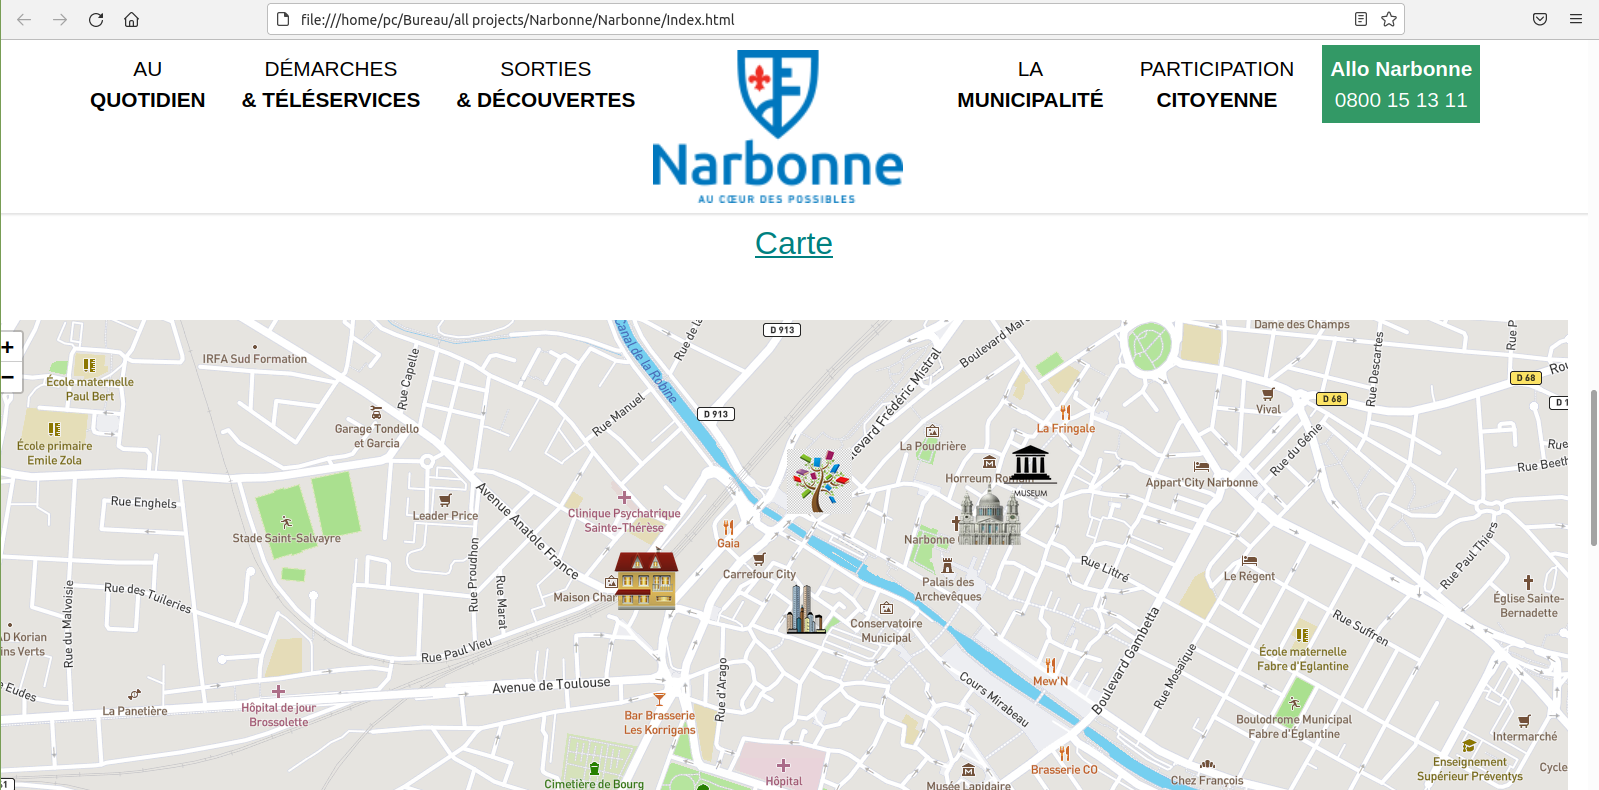 file:///home/pc/Bureau/all projects/Narbonne/Narbonne/Index.html
AU
QUOTIDIEN
DÉMARCHES
& TÉLÉSERVICES
SORTIES
& DÉCOUVERTES
Narbonne
AU CŒUR DES POSSIBLES
LA
MUNICIPALITÉ
PARTICIPATION
CITOYENNE
Allo Narbonne
0800 15 13 11
Carte
+
−
IRFA Sud Formation
École maternelle
Paul Bert
École primaire
Emile Zola
Rue Capelle
Garage Tondello
et Garcia
Canal de la Robine
Rue de la
D 913
D 913
Rue Manuel
Boulevard Frédéric Mistral
Boulevard Mar
Dame des Champs
Rue P
Rue Descartes
Rou
D 68
D 68
D 1
Vival
La Fringale
La Poudrière
Horreum Romain
MUSEUM
Appart'City Narbonne
Rue du Génie
Rue
Rue Beeth
Rue Enghels
Leader Price
Avenue Anatole France
Clinique Psychatrique
Sainte-Thérèse
Stade Saint-Salvayre
Gaia
Narbonne
Carrefour City
Palais des
Archevêques
Rue Littré
Le Régent
Rue Paul Thiers
Église Sainte-
Bernadette
Rue du Malvoisie
Rue des Tuileries
Rue Proudhon
Rue Marat
Maison Char
Conservatoire
Municipal
AD Korian
ins Verts
Rue Paul Vieu
Rue Suffren
École maternelle
Fabre d'Eglantine
Eudes
La Panetière
Hôpital de jour
Brossolette
Avenue de Toulouse
Rue d'Arago
Bar Brasserie
Les Korrigans
Mew'N
Cours Mirabeau
Boulevard Gambetta
Rue Mosaïque
Boulodrome Municipal
Fabre d'Églantine
Intermarché
51
Cimetière de Bourg
Hôpital
Musée Lapidaire
Brasserie CO
Chez François
Enseignement
Supérieur Préventys
Cycle